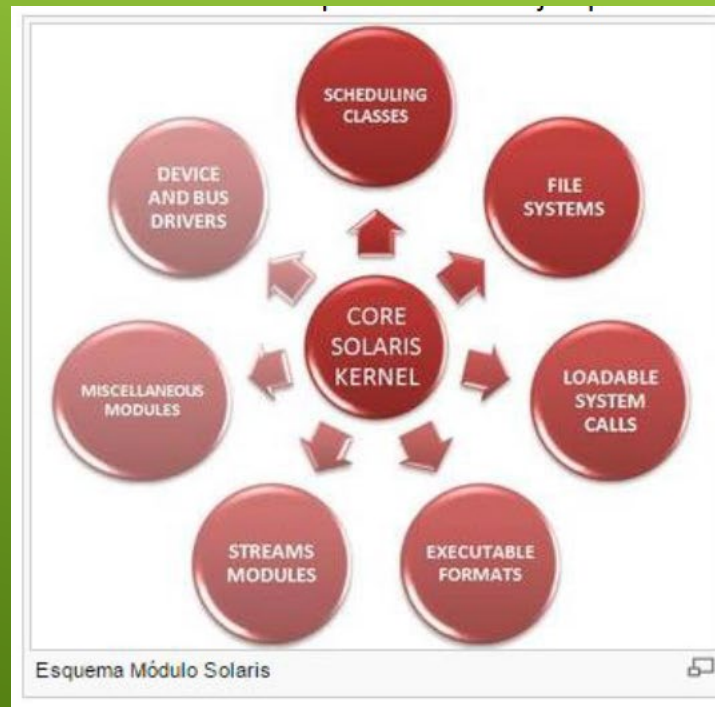 SCHEDULING
CLASSES
DEVICE
AND BUS
DRIVERS
FILE
SYSTEMS
CORE
SOLARIS
KERNEL
MISCELLANEOUS
MODULES
LOADABLE
SYSTEM
CALLS
STREAMS
MODULES
EXECUTABLE
FORMATS
Esquema Módulo Solaris